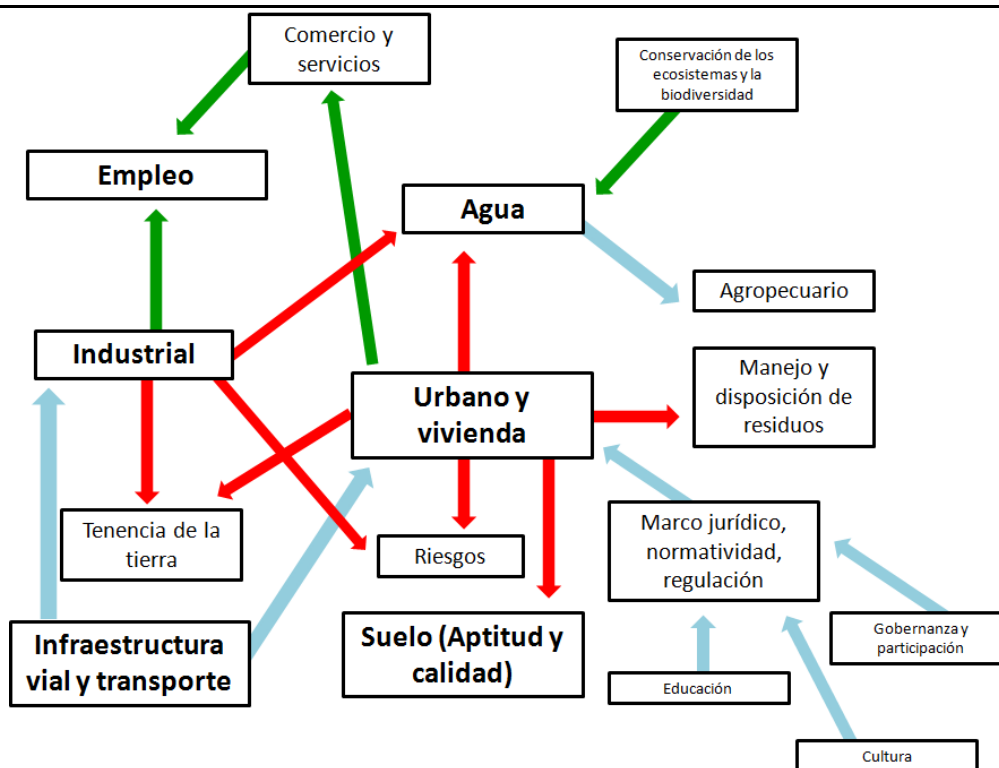 Comercio y
servicios
Conservación de los
ecosistemas y la
biodiversidad
Empleo
Agua
Agropecuario
Industrial
Urbano y
vivienda
Manejo y
disposición de
residuos
Tenencia de la
tierra
Riesgos
Marco jurídico,
normatividad,
regulación
Infraestructura
vial y transporte
Suelo (Aptitud y
calidad)
Gobernanza y
participación
Educación
Cultura